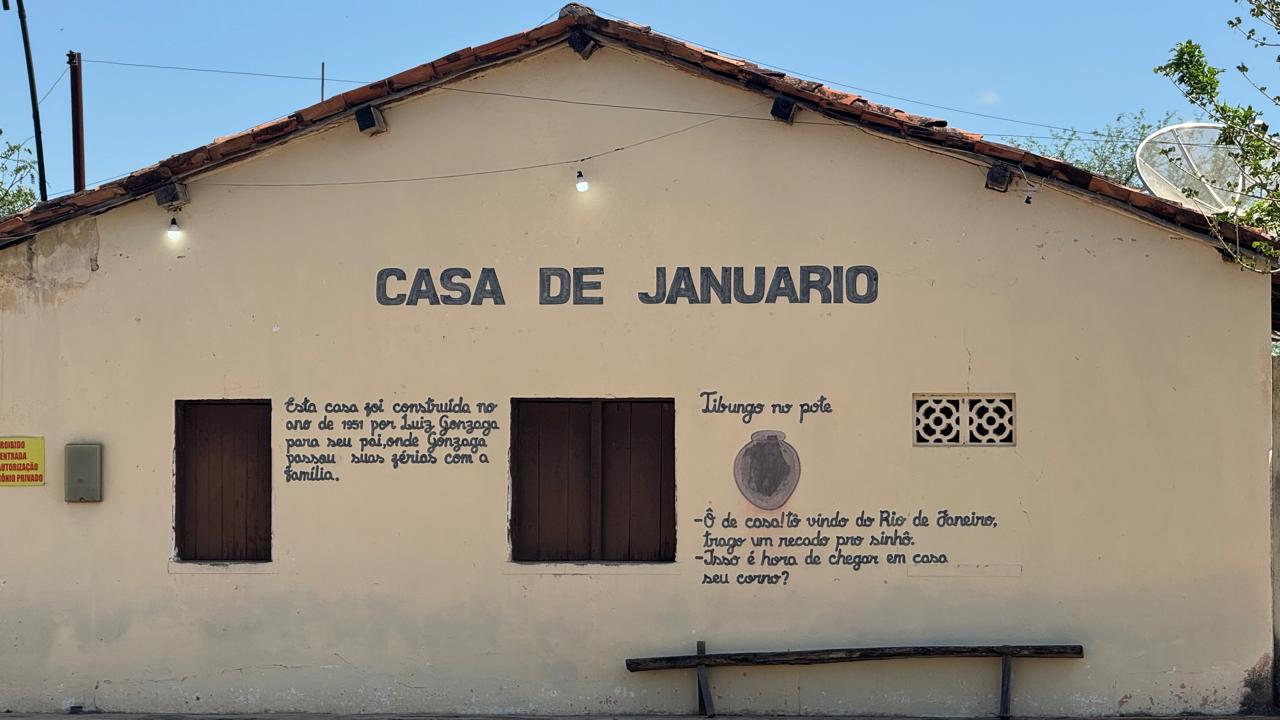 CASA DE JANUARIO
Esta casa foi construída no
ano de 1951 por Luiz Gonzaga
para seu pai,onde Gonzaga
passou suas férias com a
família.
Tibungo no pote
-Ô de casa!tô vindo do Rio de Janeiro,
trago um recado pro sinhô.
-Isso é hora de chegar em casa
seu corno?
ROIBIDO
ENTRADA
AUTORIZAÇÃO
ÔNIO PRIVADO